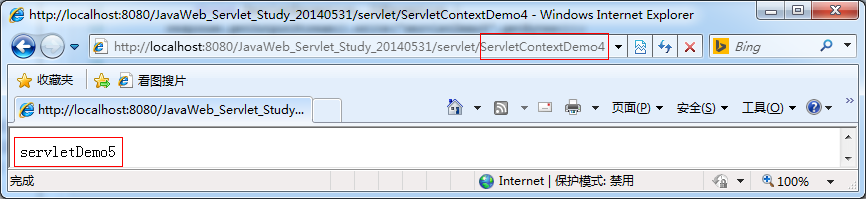 http://localhost:8080/JavaWeb_Servlet_Study_20140531/servlet/ServletContextDemo4 - Windows Internet Explorer
http://localhost:8080/JavaWeb_Servlet_Study_20140531/servlet/ServletContextDemo4 Bing
收藏夹 看图搜片
http://localhost:8080/JavaWeb_Servlet_Study... 页面(P) 安全(S) 工具(O) »
servletDemo5
完成 Internet | 保护模式: 禁用 100%